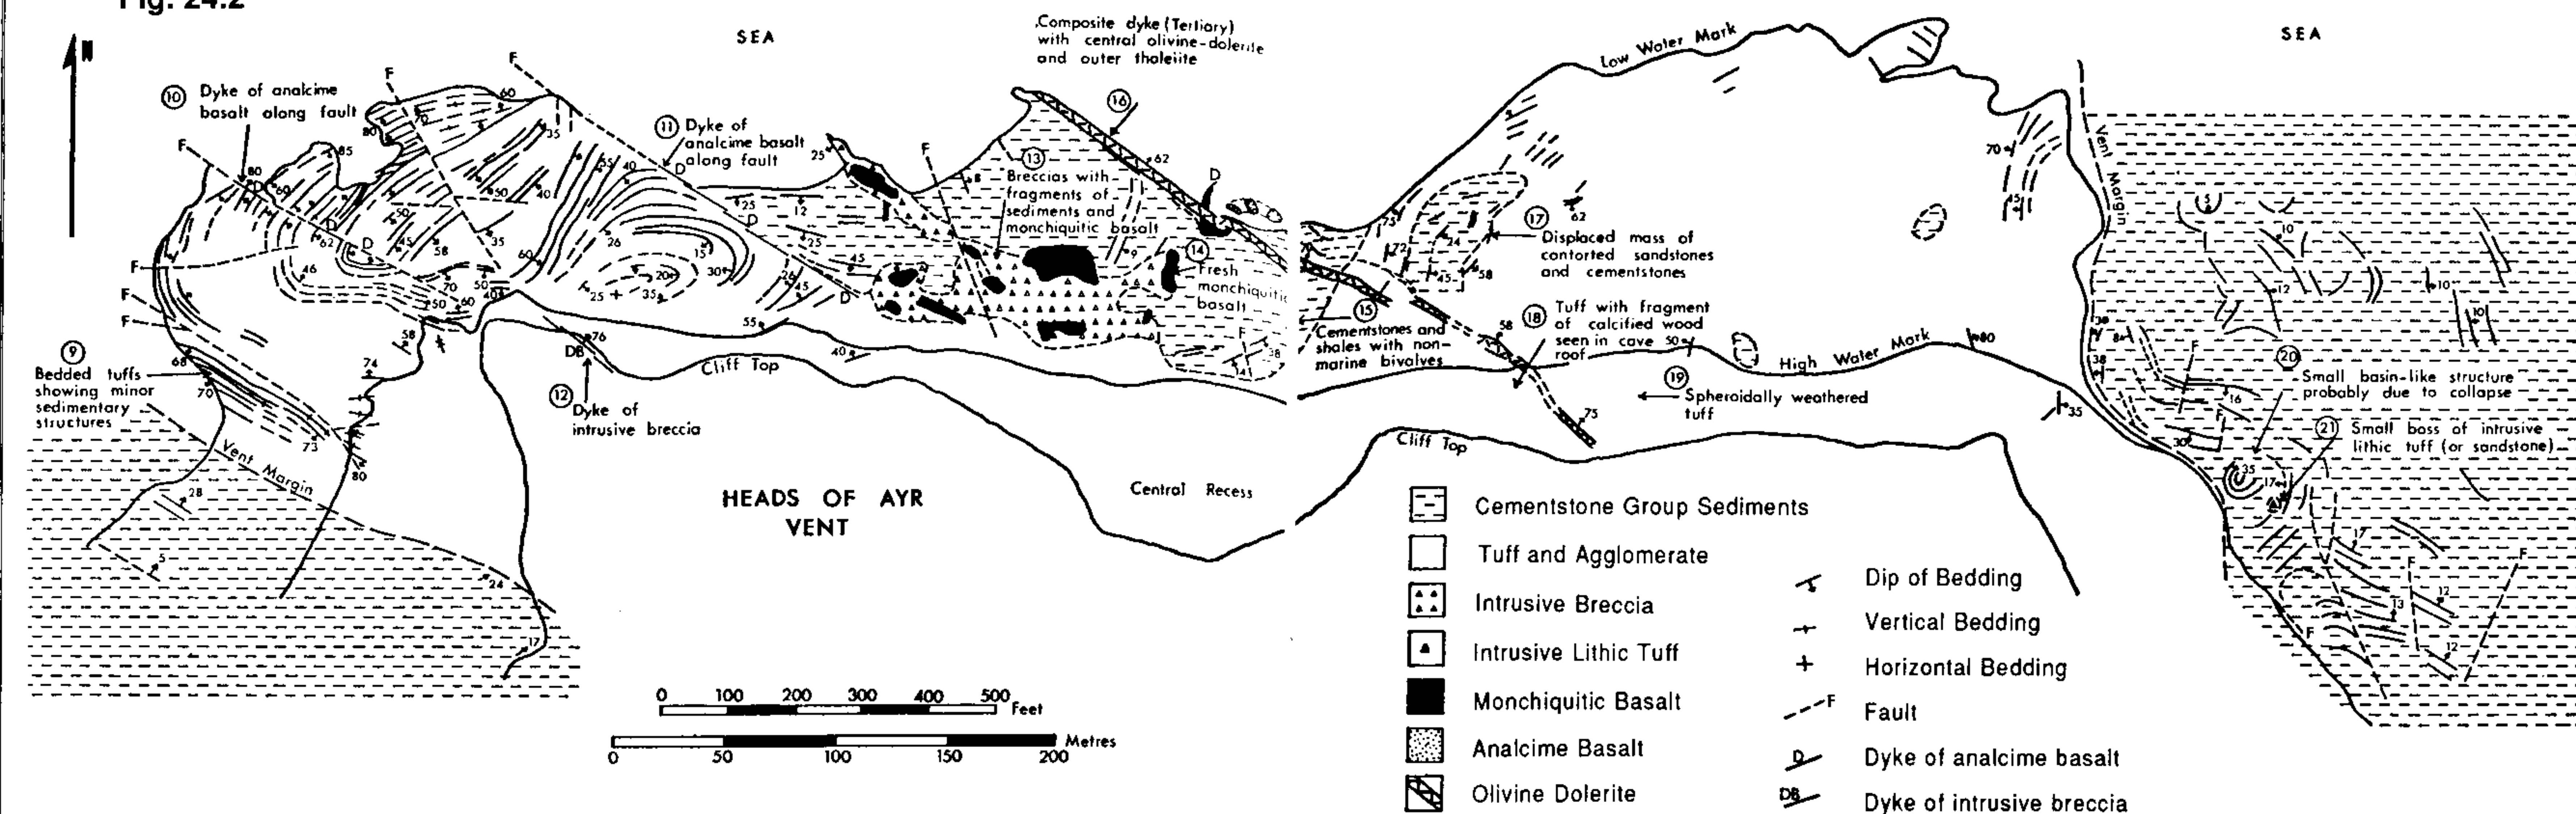 Fig. 24.2
N
SEA
Composite dyke (Tertiary)
with central olivine-dolerite
and outer tholeiite
Low Water Mark
SEA
⑩ Dyke of analcime
basalt along fault
⑪ Dyke of
analcime basalt
along fault
⑯
⑬
Breccias with
fragments of
sediments and
monchiquitic basalt
⑭
Fresh
monchiquitic
basalt
⑰
Displaced mass of
contorted sandstones
and cementstones
Vent Margin
⑮
Cementstones and
shales with non-
marine bivalves
⑱ Tuff with fragment
of calcified wood
seen in cave
roof
High Water Mark
⑨
Bedded tuffs
showing minor
sedimentary
structures
Cliff Top
⑫
Dyke of
intrusive breccia
DB
⑲
Spheroidally weathered
tuff
⑳
Small basin-like structure
probably due to collapse
㉑ Small boss of intrusive
lithic tuff (or sandstone)
Vent Margin
Cliff Top
HEADS OF AYR
VENT
Central Recess
Cementstone Group Sediments
Tuff and Agglomerate
Intrusive Breccia
Intrusive Lithic Tuff
Monchiquitic Basalt
Analcime Basalt
Olivine Dolerite
Dip of Bedding
Vertical Bedding
Horizontal Bedding
F Fault
D Dyke of analcime basalt
DB Dyke of intrusive breccia
0 100 200 300 400 500 Feet
0 50 100 150 200 Metres